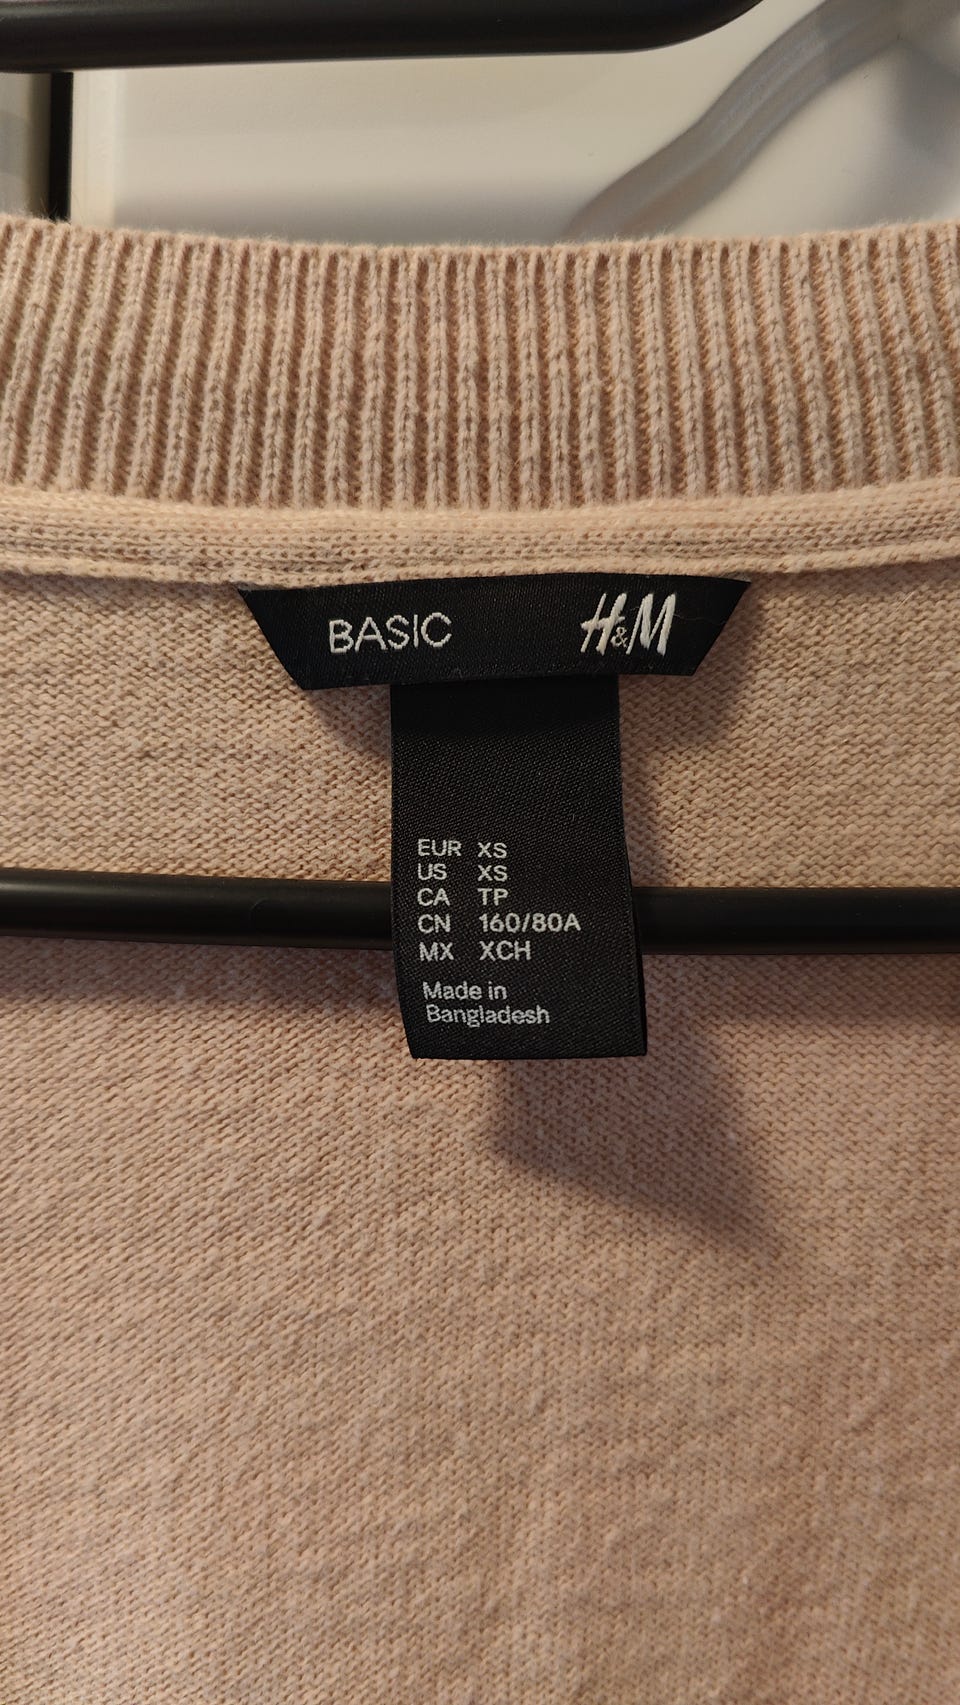 BASIC H&M
EUR XS
US XS
CA TP
CN 160/80A
MX XCH
Made in
Bangladesh